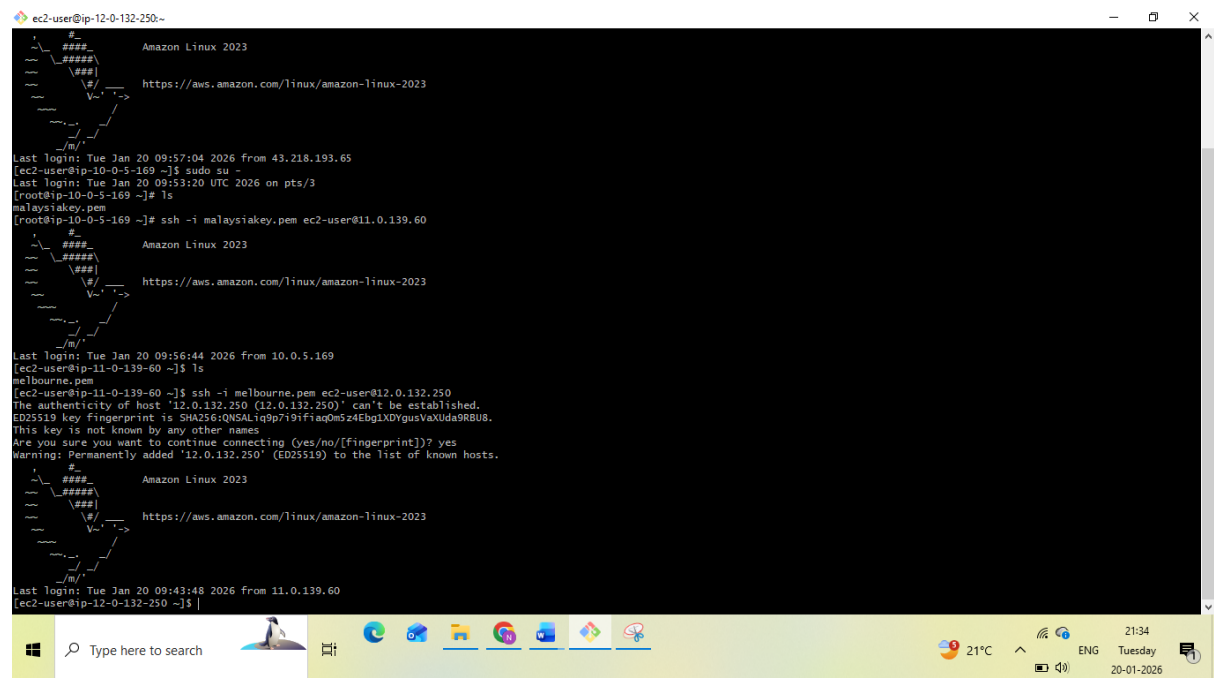 ec2-user@ip-12-0-132-250:~
   ,     #_
   ~\_  ####_        Amazon Linux 2023
  ~~  \_#####\
  ~~     \###|
  ~~       \#/ ___   https://aws.amazon.com/linux/amazon-linux-2023
   ~~       V~' '->
    ~~~         /
      ~~._.   _/
         _/ _/
       _/m/'
Last login: Tue Jan 20 09:57:04 2026 from 43.218.193.65
[ec2-user@ip-10-0-5-169 ~]$ sudo su -
Last login: Tue Jan 20 09:53:20 UTC 2026 on pts/3
[root@ip-10-0-5-169 ~]# ls
malaysiakey.pem
[root@ip-10-0-5-169 ~]# ssh -i malaysiakey.pem ec2-user@11.0.139.60
   ,     #_
   ~\_  ####_        Amazon Linux 2023
  ~~  \_#####\
  ~~     \###|
  ~~       \#/ ___   https://aws.amazon.com/linux/amazon-linux-2023
   ~~       V~' '->
    ~~~         /
      ~~._.   _/
         _/ _/
       _/m/'
Last login: Tue Jan 20 09:56:44 2026 from 10.0.5.169
[ec2-user@ip-11-0-139-60 ~]$ ls
melbourne.pem
[ec2-user@ip-11-0-139-60 ~]$ ssh -i melbourne.pem ec2-user@12.0.132.250
The authenticity of host '12.0.132.250 (12.0.132.250)' can't be established.
ED25519 key fingerprint is SHA256:QNSALiq9p7i9ifiaqOm5z4Ebg1XDYgusVaXUda9RBU8.
This key is not known by any other names
Are you sure you want to continue connecting (yes/no/[fingerprint])? yes
Warning: Permanently added '12.0.132.250' (ED25519) to the list of known hosts.
   ,     #_
   ~\_  ####_        Amazon Linux 2023
  ~~  \_#####\
  ~~     \###|
  ~~       \#/ ___   https://aws.amazon.com/linux/amazon-linux-2023
   ~~       V~' '->
    ~~~         /
      ~~._.   _/
         _/ _/
       _/m/'
Last login: Tue Jan 20 09:43:48 2026 from 11.0.139.60
[ec2-user@ip-12-0-132-250 ~]$
Type here to search
9
21°C
ENG
21:34
Tuesday
20-01-2026
1